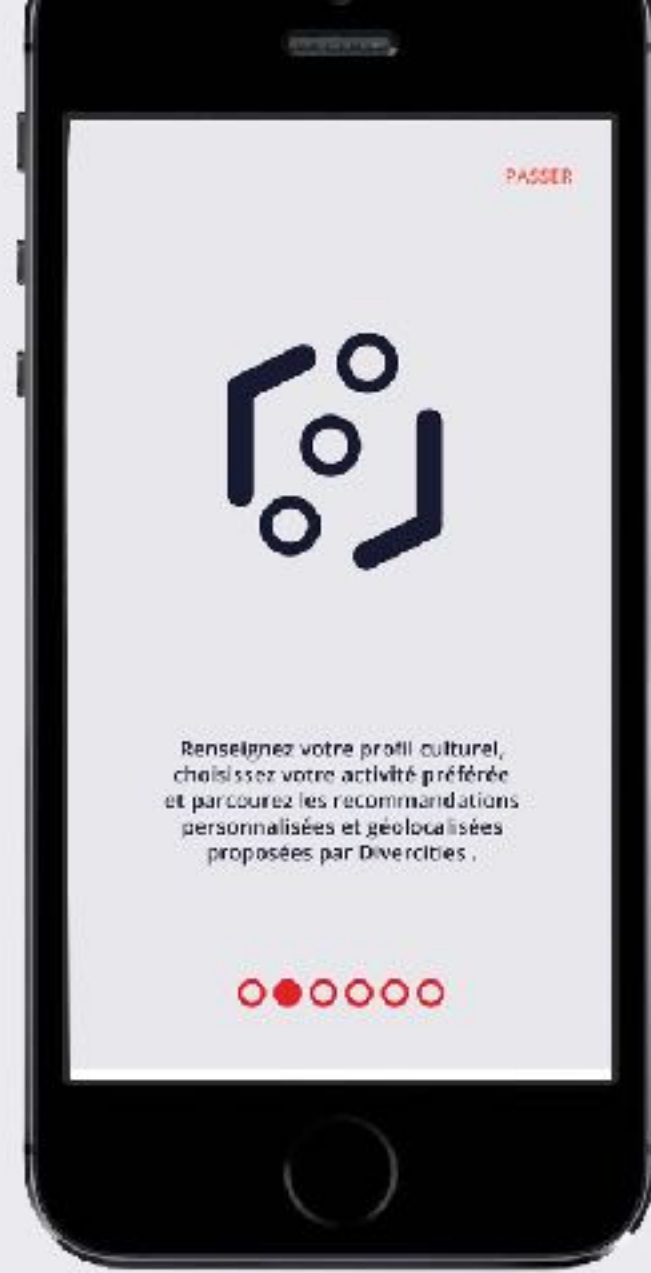 PASSER
Renseignez votre profil culturel,
choisissez votre activité préférée
et parcourez les recommandations
personnalisées et géolocalisées
proposées par Divercities .